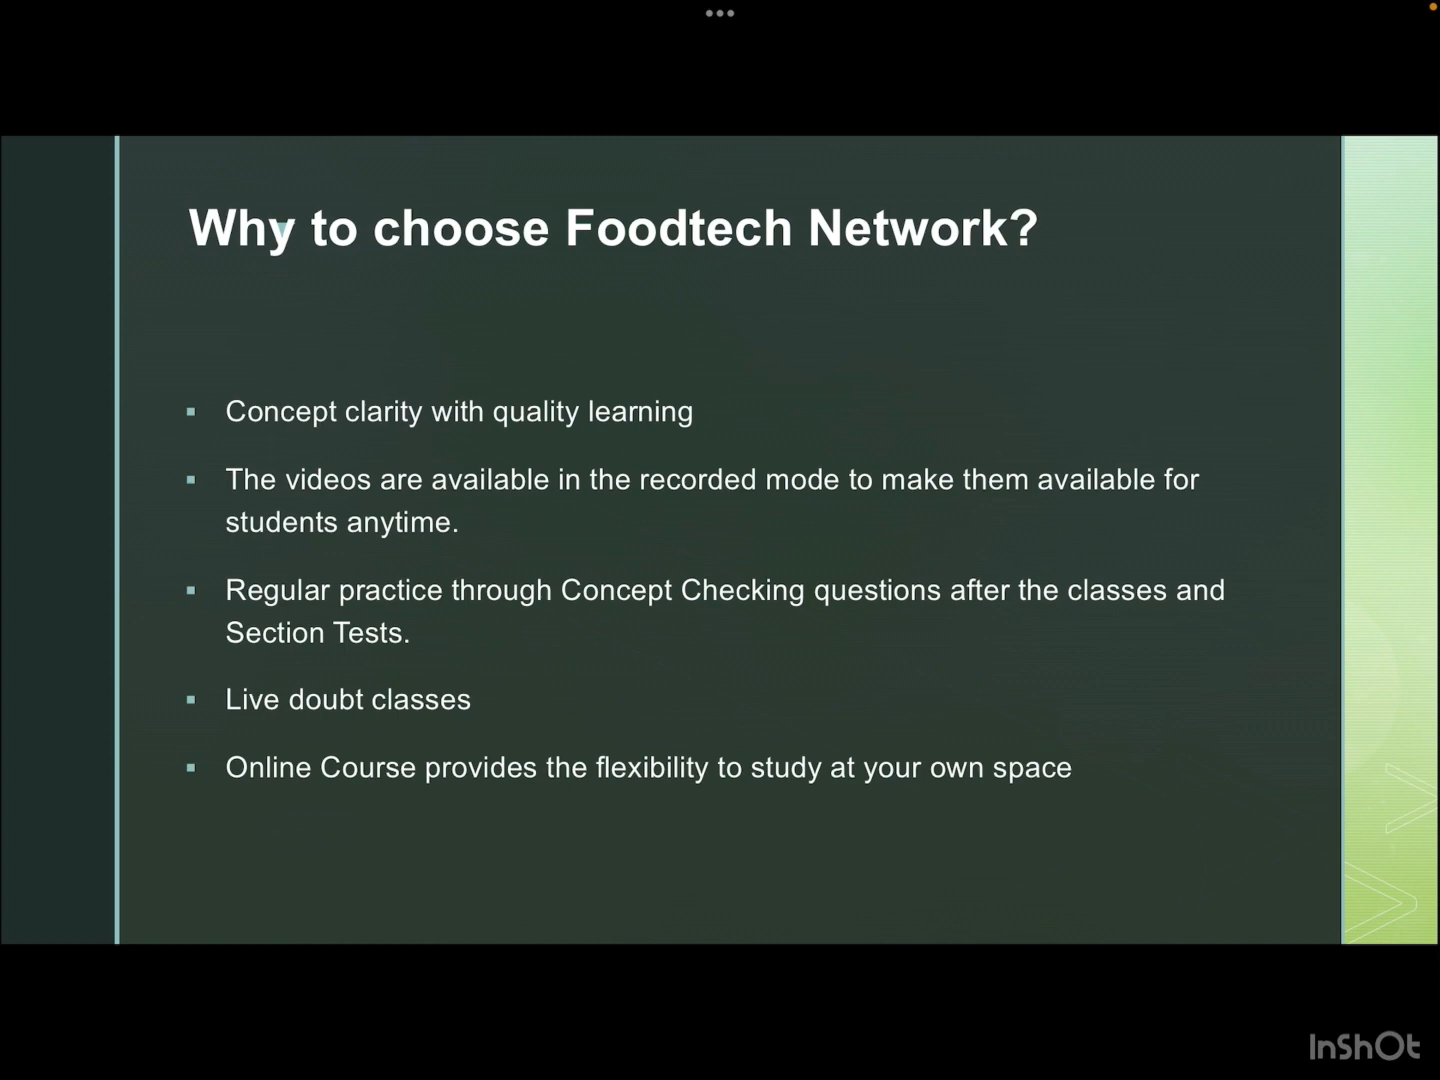 Why to choose Foodtech Network?
▪ Concept clarity with quality learning
▪ The videos are available in the recorded mode to make them available for
students anytime.
▪ Regular practice through Concept Checking questions after the classes and
Section Tests.
▪ Live doubt classes
▪ Online Course provides the flexibility to study at your own space
InShOt